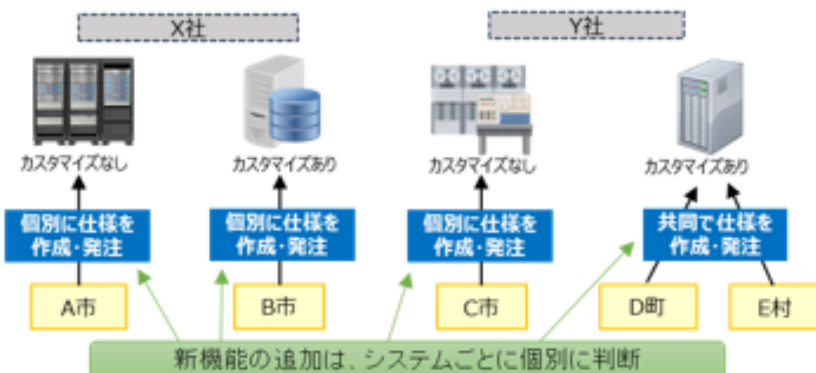 X社
Y社
カスタマイズなし
カスタマイズあり
カスタマイズなし
カスタマイズあり
個別に仕様を
作成・発注
個別に仕様を
作成・発注
個別に仕様を
作成・発注
共同で仕様を
作成・発注
A市
B市
C市
D町
E村
新機能の追加は、システムごとに個別に判断